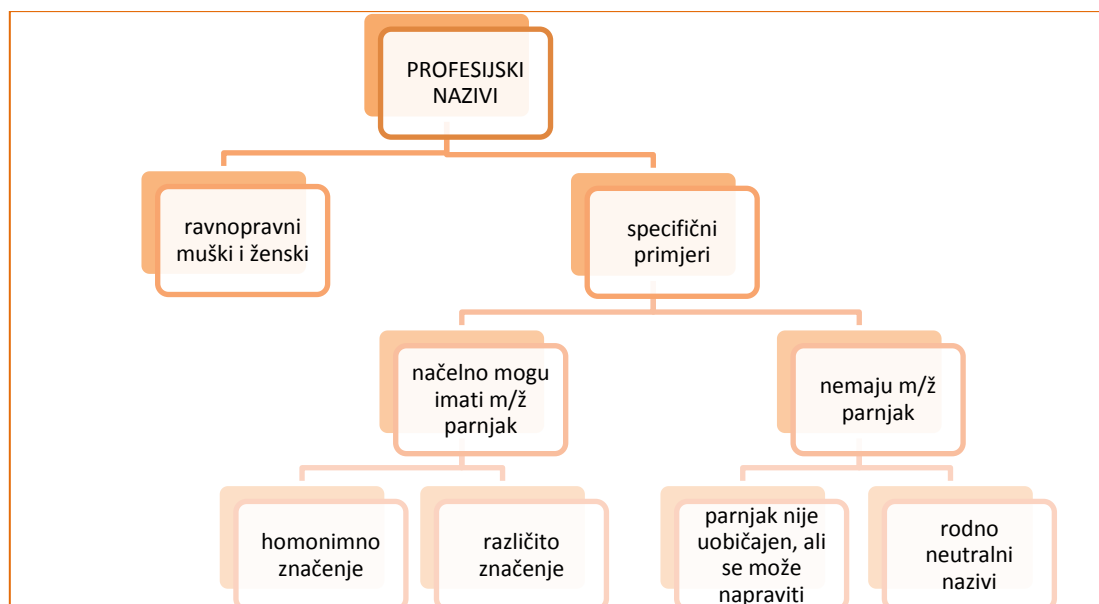 PROFESIJSKI
NAZIVI
ravnopravni
muški i ženski
specifični
primjeri
načelno mogu
imati m/ž
parnjak
nemaju m/ž
parnjak
homonimno
značenje
različito
značenje
parnjak nije
uobičajen, ali
se može
napraviti
rodno
neutralni
nazivi